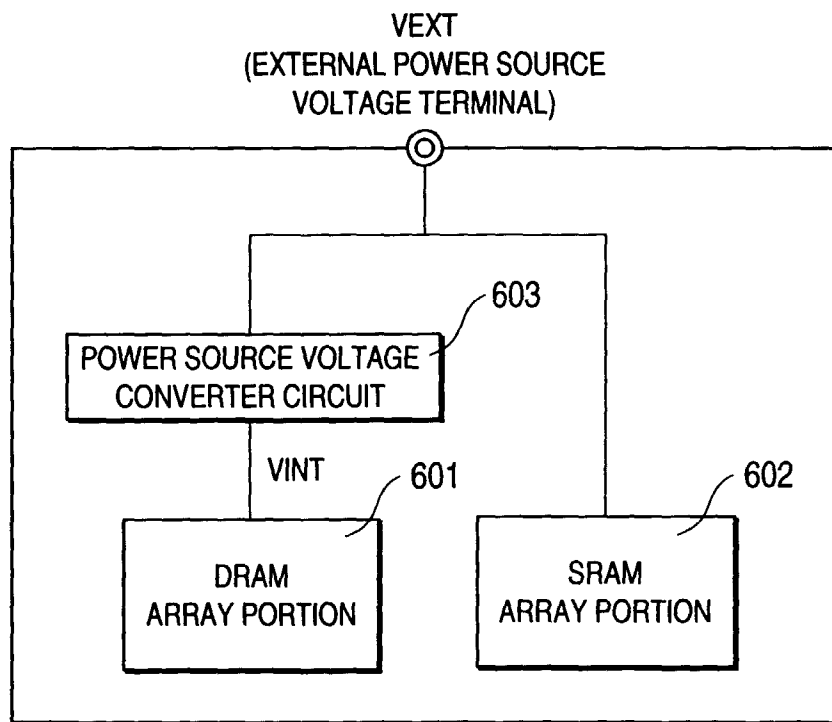 VEXT
(EXTERNAL POWER SOURCE
VOLTAGE TERMINAL)
603
POWER SOURCE VOLTAGE
CONVERTER CIRCUIT
VINT
601
602
DRAM
ARRAY PORTION
SRAM
ARRAY PORTION